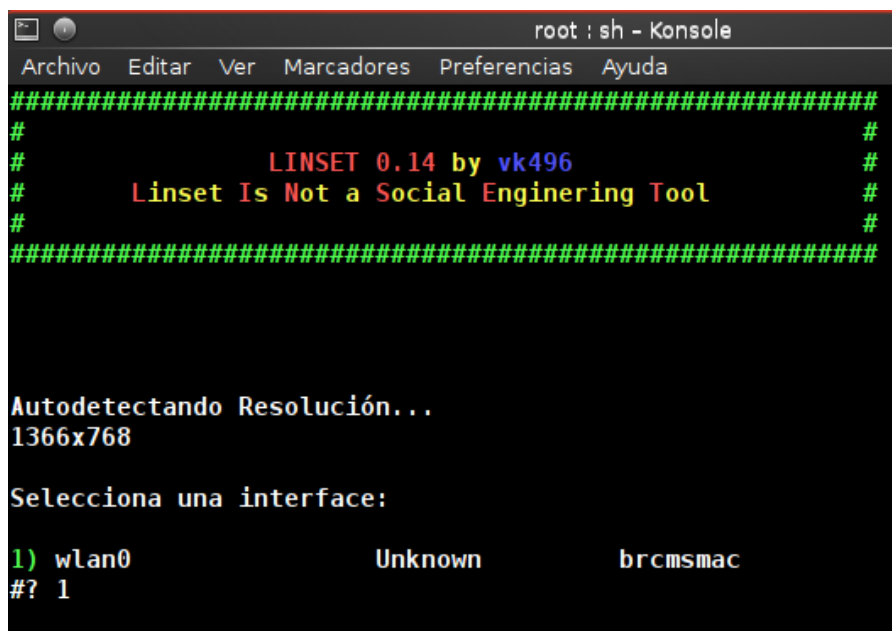 root : sh – Konsole
Archivo Editar Ver Marcadores Preferencias Ayuda
#########################################################
# #
# LINSET 0.14 by vk496 #
# Linset Is Not a Social Enginering Tool #
# #
#########################################################
Autodetectando Resolución...
1366x768
Selecciona una interface:
1) wlan0 Unknown brcmsmac
#? 1